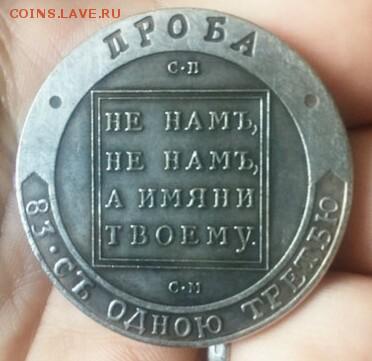 COINS.LAVE.RU
ПРОБА
С·П
НЕ НАМЪ,
НЕ НАМЪ,
А ИМЯНИ
ТВОЕМУ.
С·М
83·СЪ ОДНОЮ ТРЕТЬЮ